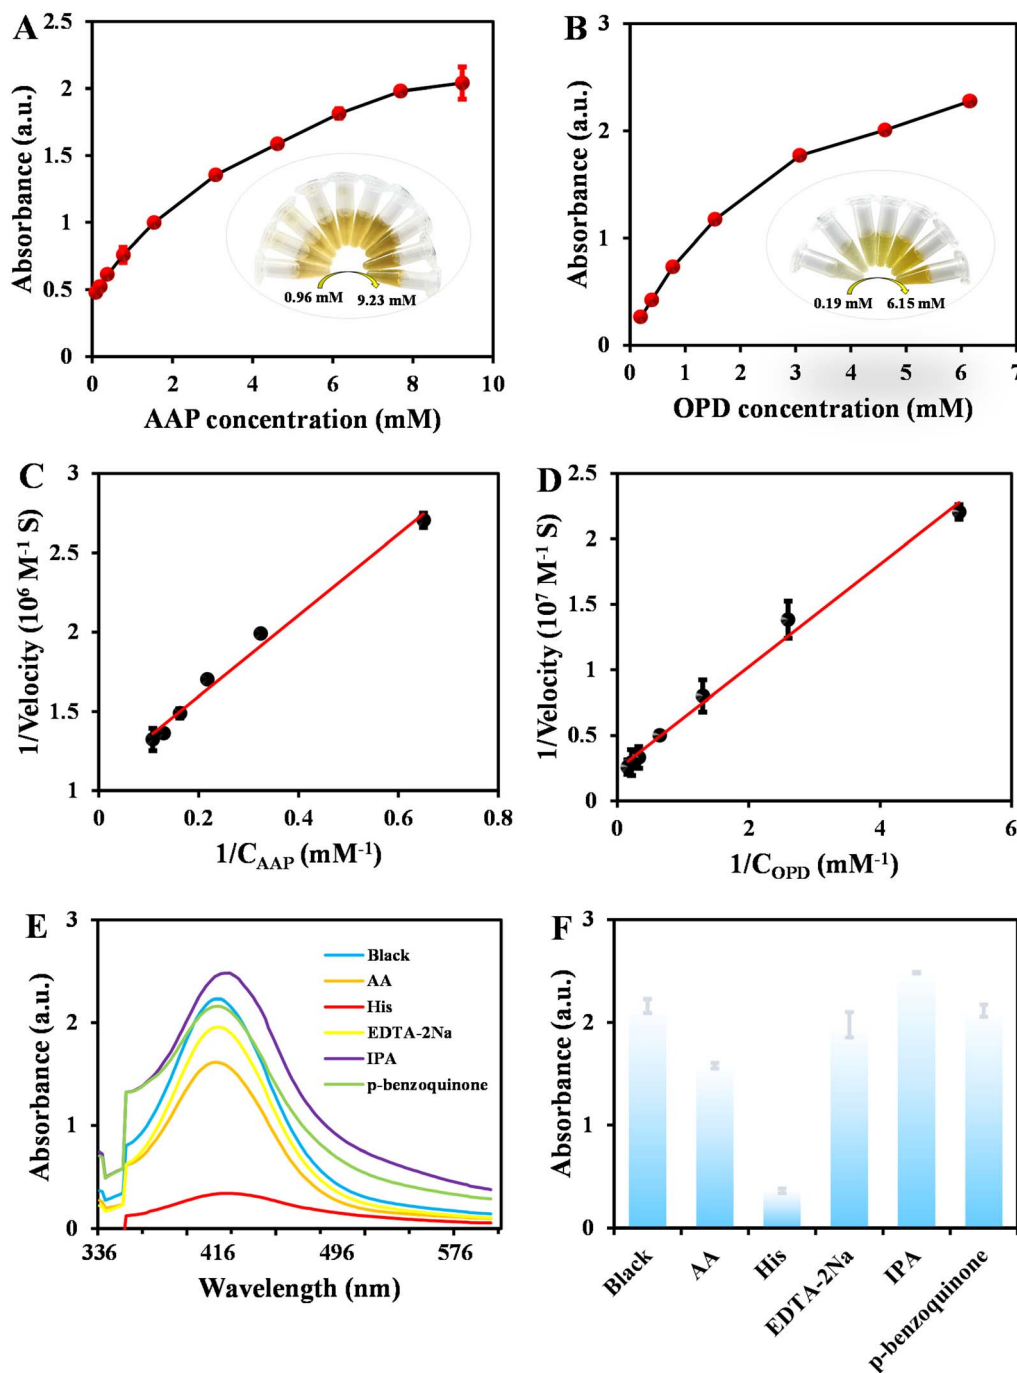 A
Absorbance (a.u.)
2.5
2
1.5
1
0.5
0
0.96 mM
9.23 mM
0 2 4 6 8 10
AAP concentration (mM)
B
Absorbance (a.u.)
3
2
1
0
0.19 mM
6.15 mM
0 1 2 3 4 5 6 7
OPD concentration (mM)
C
1/Velocity (10⁶ M⁻¹ S)
3
2.5
2
1.5
1
0 0.2 0.4 0.6 0.8
1/C_AAP (mM⁻¹)
D
1/Velocity (10⁷ M⁻¹ S)
2.5
2
1.5
1
0.5
0
0 2 4 6
1/C_OPD (mM⁻¹)
E
Absorbance (a.u.)
3
2
1
0
Black
AA
His
EDTA-2Na
IPA
p-benzoquinone
336 416 496 576
Wavelength (nm)
F
Absorbance (a.u.)
3
2
1
0
Black
AA
His
EDTA-2Na
IPA
p-benzoquinone